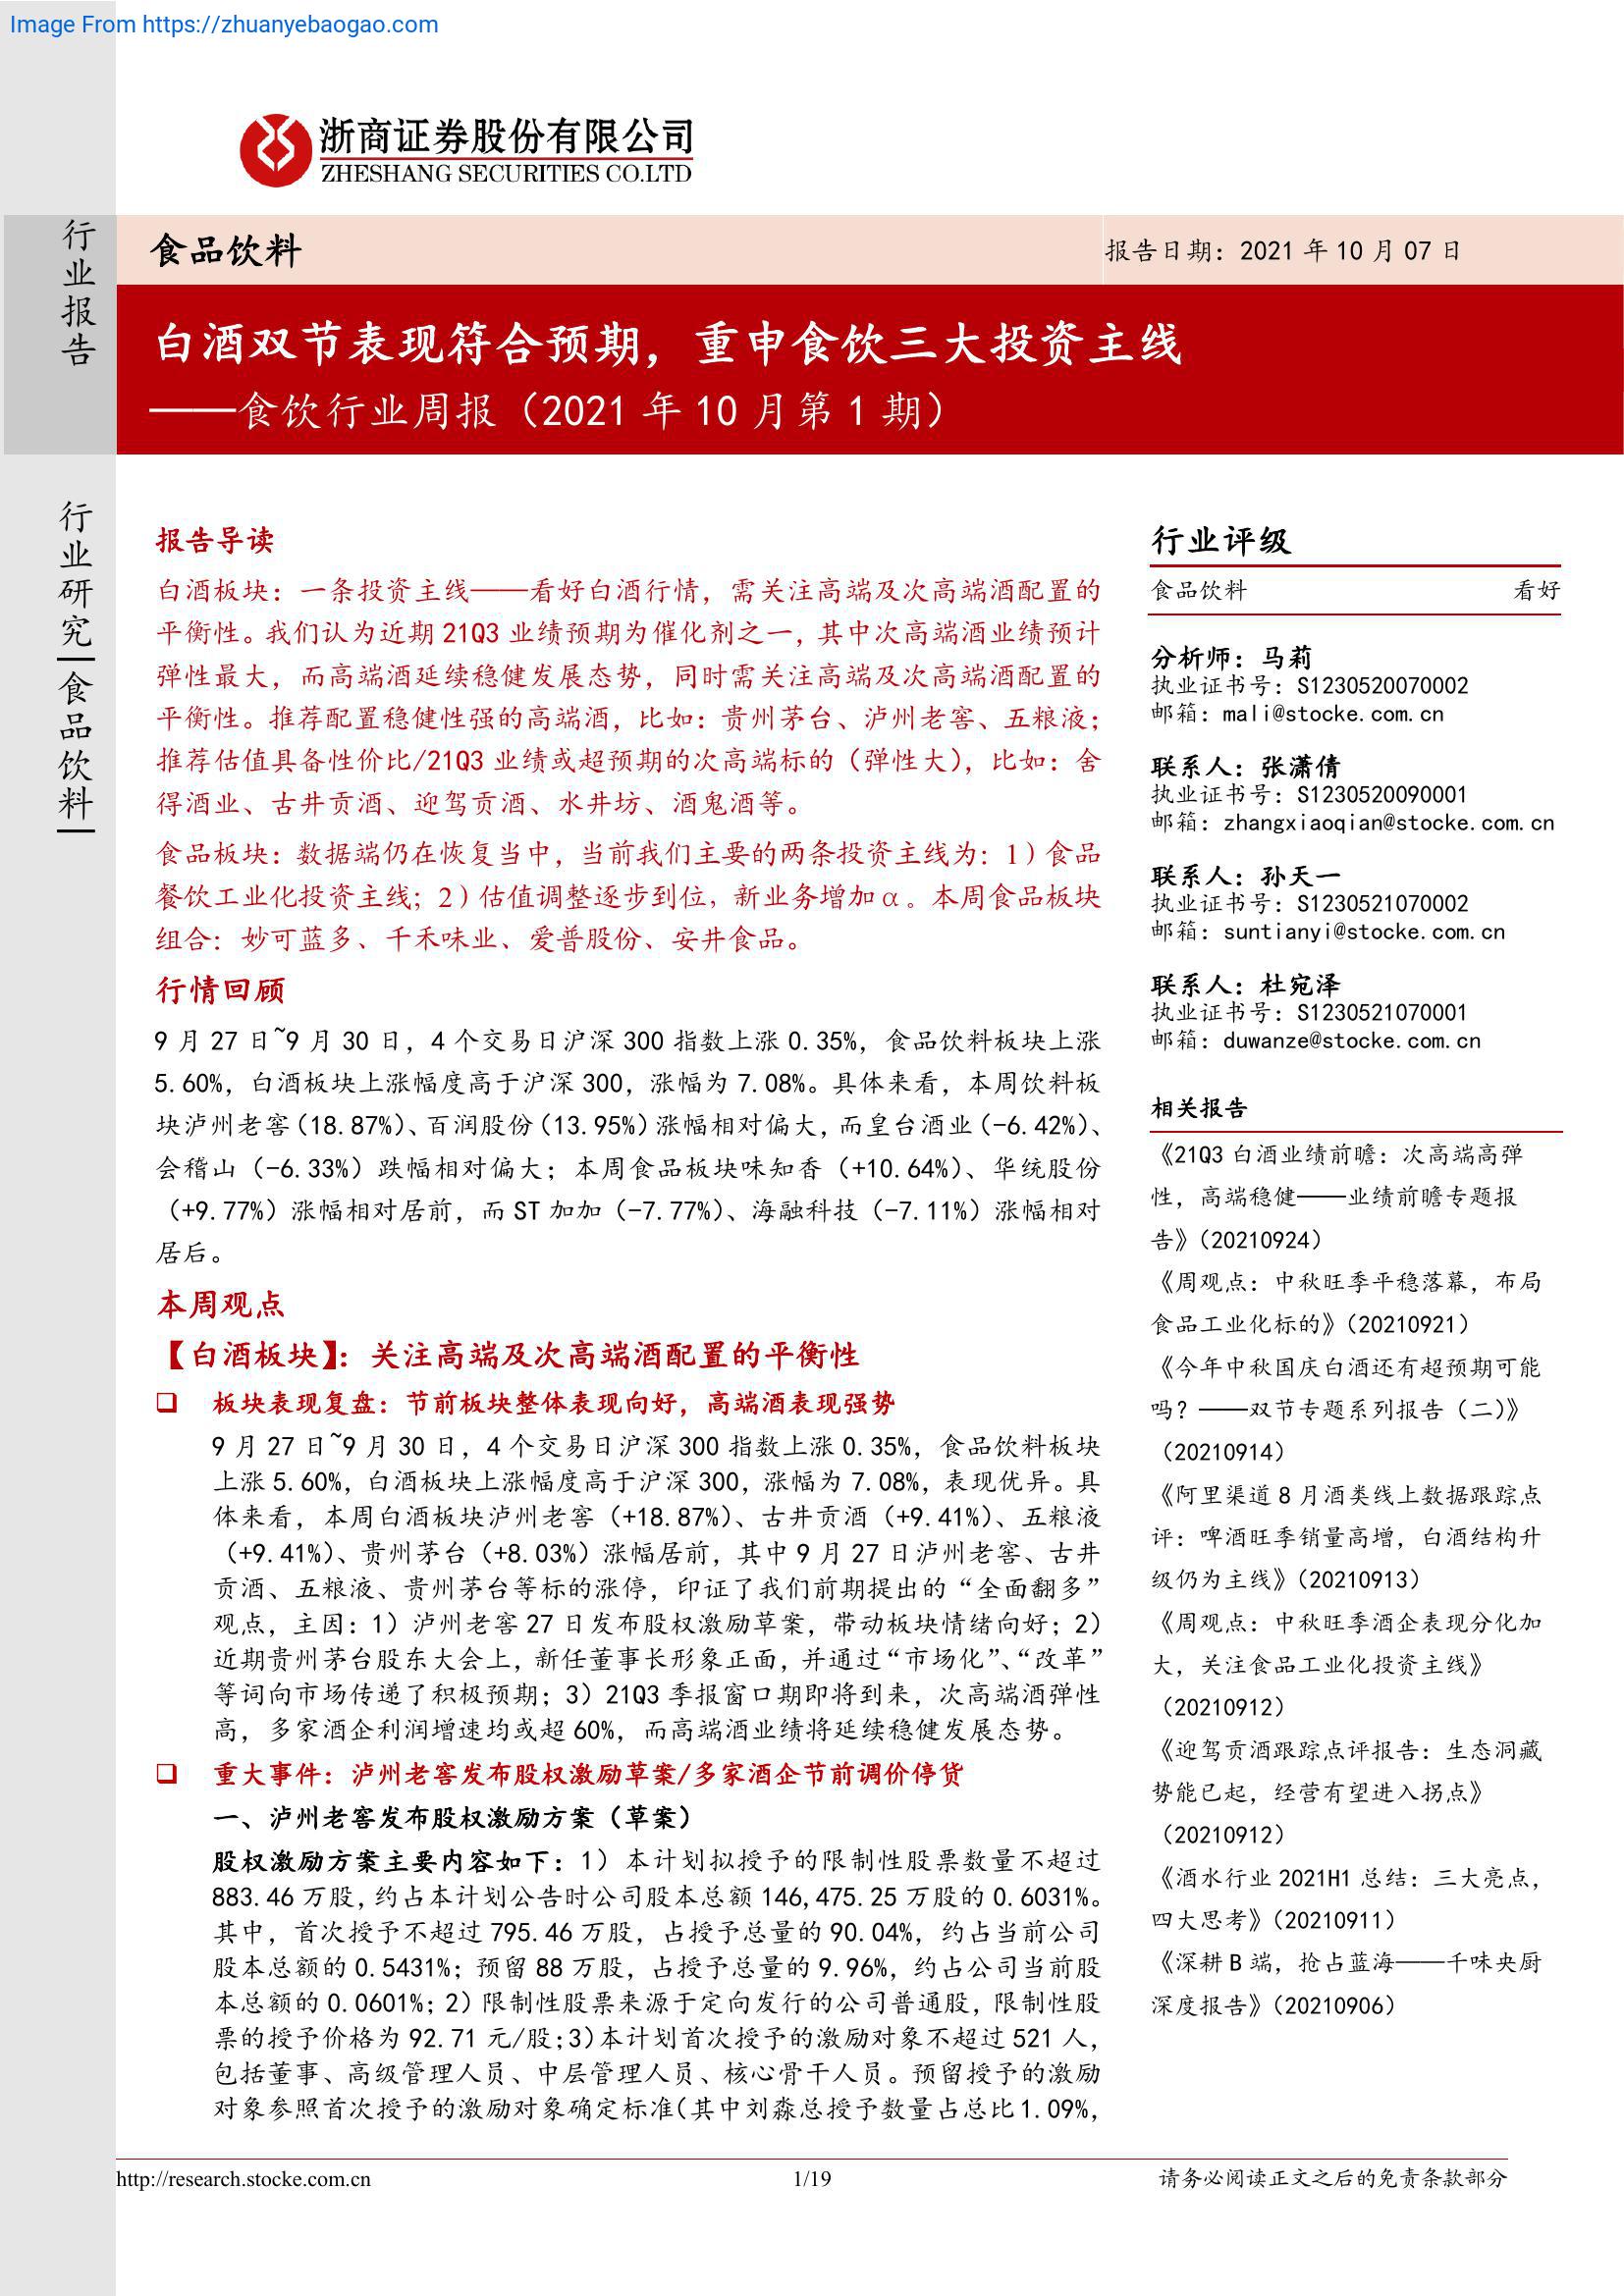 Image From https://zhuanyebaogao.com
浙商证券股份有限公司
ZHESHANG SECURITIES CO.LTD
行业报告
食品饮料
报告日期：2021 年 10 月 07 日
白酒双节表现符合预期，重申食饮三大投资主线
——食饮行业周报（2021 年 10 月第 1 期）
行业研究|食品饮料|
报告导读
白酒板块：一条投资主线——看好白酒行情，需关注高端及次高端酒配置的
平衡性。我们认为近期 21Q3 业绩预期为催化剂之一，其中次高端酒业绩预计
弹性最大，而高端酒延续稳健发展态势，同时需关注高端及次高端酒配置的
平衡性。推荐配置稳健性强的高端酒，比如：贵州茅台、泸州老窖、五粮液；
推荐估值具备性价比/21Q3 业绩或超预期的次高端标的（弹性大），比如：舍
得酒业、古井贡酒、迎驾贡酒、水井坊、酒鬼酒等。
食品板块：数据端仍在恢复当中，当前我们主要的两条投资主线为：1）食品
餐饮工业化投资主线；2）估值调整逐步到位，新业务增加α。本周食品板块
组合：妙可蓝多、千禾味业、爱普股份、安井食品。
行情回顾
9 月 27 日~9 月 30 日，4 个交易日沪深 300 指数上涨 0.35%，食品饮料板块上涨
5.60%，白酒板块上涨幅度高于沪深 300，涨幅为 7.08%。具体来看，本周饮料板
块泸州老窖（18.87%）、百润股份（13.95%）涨幅相对偏大，而皇台酒业（-6.42%）、
会稽山（-6.33%）跌幅相对偏大；本周食品板块味知香（+10.64%）、华统股份
（+9.77%）涨幅相对居前，而 ST 加加（-7.77%）、海融科技（-7.11%）涨幅相对
居后。
本周观点
【白酒板块】：关注高端及次高端酒配置的平衡性
❑ 板块表现复盘：节前板块整体表现向好，高端酒表现强势
9 月 27 日~9 月 30 日，4 个交易日沪深 300 指数上涨 0.35%，食品饮料板块
上涨 5.60%，白酒板块上涨幅度高于沪深 300，涨幅为 7.08%，表现优异。具
体来看，本周白酒板块泸州老窖（+18.87%）、古井贡酒（+9.41%）、五粮液
（+9.41%）、贵州茅台（+8.03%）涨幅居前，其中 9 月 27 日泸州老窖、古井
贡酒、五粮液、贵州茅台等标的涨停，印证了我们前期提出的“全面翻多”
观点，主因：1）泸州老窖 27 日发布股权激励草案，带动板块情绪向好；2）
近期贵州茅台股东大会上，新任董事长形象正面，并通过“市场化”、“改革”
等词向市场传递了积极预期；3）21Q3 季报窗口期即将到来，次高端酒弹性
高，多家酒企利润增速均或超 60%，而高端酒业绩将延续稳健发展态势。
❑ 重大事件：泸州老窖发布股权激励草案/多家酒企节前调价停货
一、泸州老窖发布股权激励方案（草案）
股权激励方案主要内容如下：1）本计划拟授予的限制性股票数量不超过
883.46 万股，约占本计划公告时公司股本总额 146,475.25 万股的 0.6031%。
其中，首次授予不超过 795.46 万股，占授予总量的 90.04%，约占当前公司
股本总额的 0.5431%；预留 88 万股，占授予总量的 9.96%，约占公司当前股
本总额的 0.0601%；2）限制性股票来源于定向发行的公司普通股，限制性股
票的授予价格为 92.71 元/股；3）本计划首次授予的激励对象不超过 521 人，
包括董事、高级管理人员、中层管理人员、核心骨干人员。预留授予的激励
对象参照首次授予的激励对象确定标准（其中刘淼总授予数量占总比 1.09%，
行业评级
食品饮料 看好
分析师：马莉
执业证书号：S1230520070002
邮箱：mali@stocke.com.cn
联系人：张潇倩
执业证书号：S1230520090001
邮箱：zhangxiaoqian@stocke.com.cn
联系人：孙天一
执业证书号：S1230521070002
邮箱：suntianyi@stocke.com.cn
联系人：杜宛泽
执业证书号：S1230521070001
邮箱：duwanze@stocke.com.cn
相关报告
《21Q3 白酒业绩前瞻：次高端高弹
性，高端稳健——业绩前瞻专题报
告》（20210924）
《周观点：中秋旺季平稳落幕，布局
食品工业化标的》（20210921）
《今年中秋国庆白酒还有超预期可能
吗？——双节专题系列报告（二）》
（20210914）
《阿里渠道 8 月酒类线上数据跟踪点
评：啤酒旺季销量高增，白酒结构升
级仍为主线》（20210913）
《周观点：中秋旺季酒企表现分化加
大，关注食品工业化投资主线》
（20210912）
《迎驾贡酒跟踪点评报告：生态洞藏
势能已起，经营有望进入拐点》
（20210912）
《酒水行业 2021H1 总结：三大亮点，
四大思考》（20210911）
《深耕 B 端，抢占蓝海——千味央厨
深度报告》（20210906）
http://research.stocke.com.cn
1/19
请务必阅读正文之后的免责条款部分